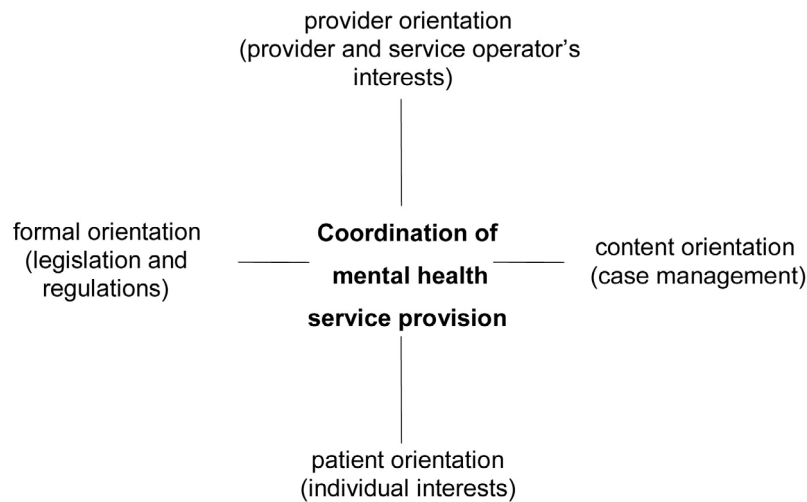 provider orientation
(provider and service operator's
interests)
formal orientation
(legislation and
regulations)
Coordination of
mental health
service provision
content orientation
(case management)
patient orientation
(individual interests)